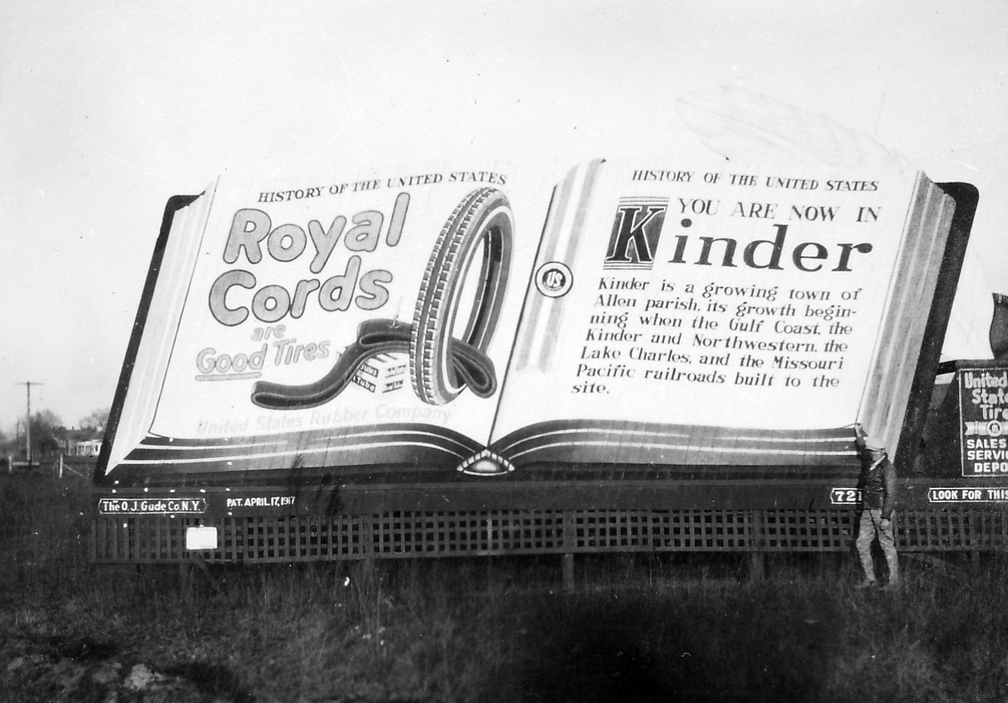 HISTORY OF THE UNITED STATES
Royal
Cords
are
Good Tires
United States Rubber Company
HISTORY OF THE UNITED STATES
YOU ARE NOW IN
Kinder
Kinder is a growing town of
Allen parish, its growth begin-
ning when the Gulf Coast, the
Kinder and Northwestern, the
Lake Charles, and the Missouri
Pacific railroads built to the
site.
US
The O.J. Gude Co. N.Y.
PAT. APRIL 17, 1917
721
LOOK FOR THIS
United
State
Tire
SALES
SERVI
DEPO